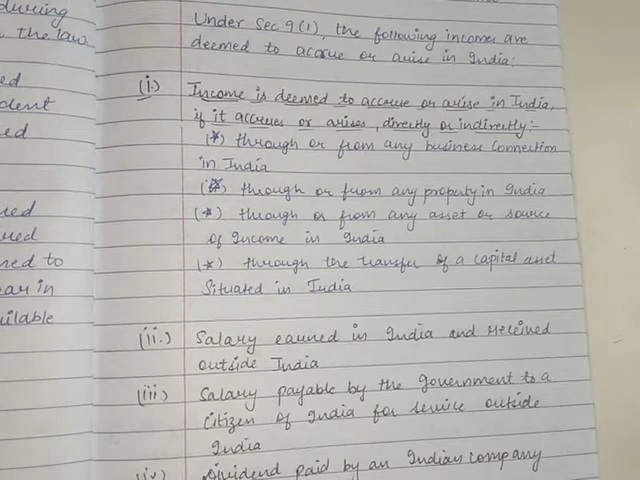 during
the law
ed
dent
ed
red
red
ned to
ear in
ilable
Under Sec 9(1), the following incomes are
deemed to accrue or arise in India:
(i.) Income is deemed to accrue or arise in India,
if it accrues or arises, directly or indirectly:-
(*) through or from any business connection
in India
(*) through or from any property in India
(*) through or from any asset or source
of Income in India
(*) through the transfer of a capital asset
situated in India
(ii.) Salary earned in India and received
outside India
(iii) Salary payable by the government to a
citizen of India for service outside
India
(iv) Dividend paid by an Indian company